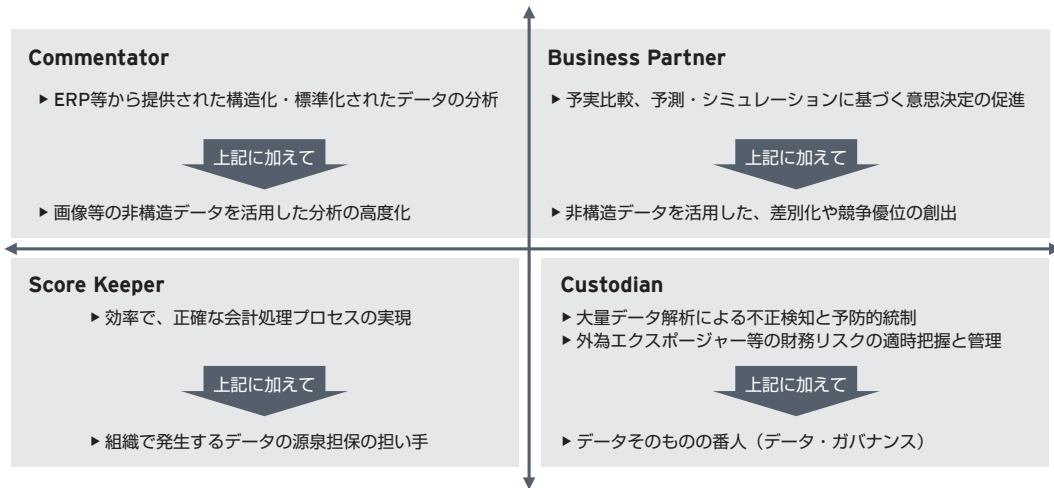 Commentator
▶ ERP等から提供された構造化・標準化されたデータの分析
上記に加えて
▶ 画像等の非構造データを活用した分析の高度化
Business Partner
▶ 予実比較、予測・シミュレーションに基づく意思決定の促進
上記に加えて
▶ 非構造データを活用した、差別化や競争優位の創出
Score Keeper
▶ 効率で、正確な会計処理プロセスの実現
上記に加えて
▶ 組織で発生するデータの源泉担保の担い手
Custodian
▶ 大量データ解析による不正検知と予防的統制
▶ 外為エクスポージャー等の財務リスクの適時把握と管理
上記に加えて
▶ データそのものの番人（データ・ガバナンス）